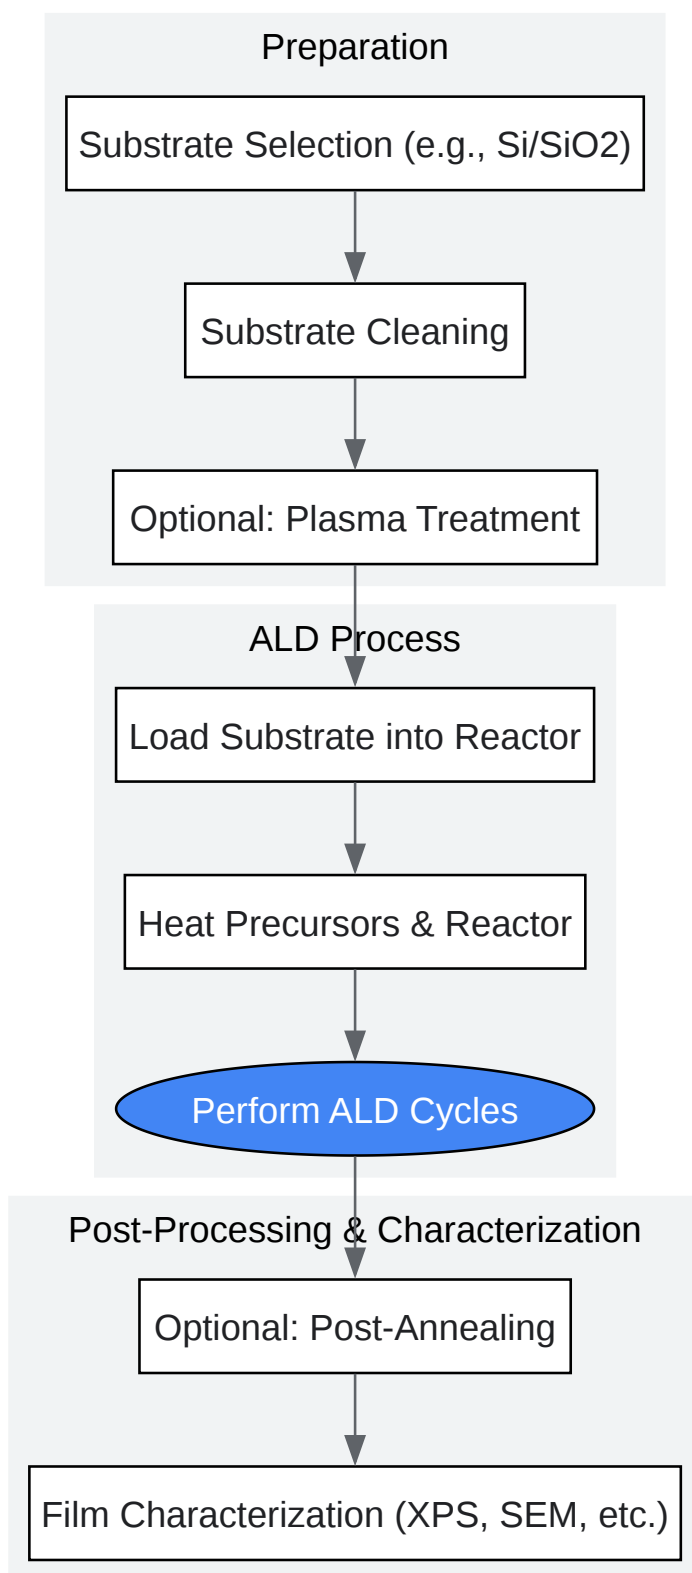 Preparation
Substrate Selection (e.g., Si/SiO2)
Substrate Cleaning
Optional: Plasma Treatment
ALD Process
Load Substrate into Reactor
Heat Precursors & Reactor
Perform ALD Cycles
Post-Processing & Characterization
Optional: Post-Annealing
Film Characterization (XPS, SEM, etc.)